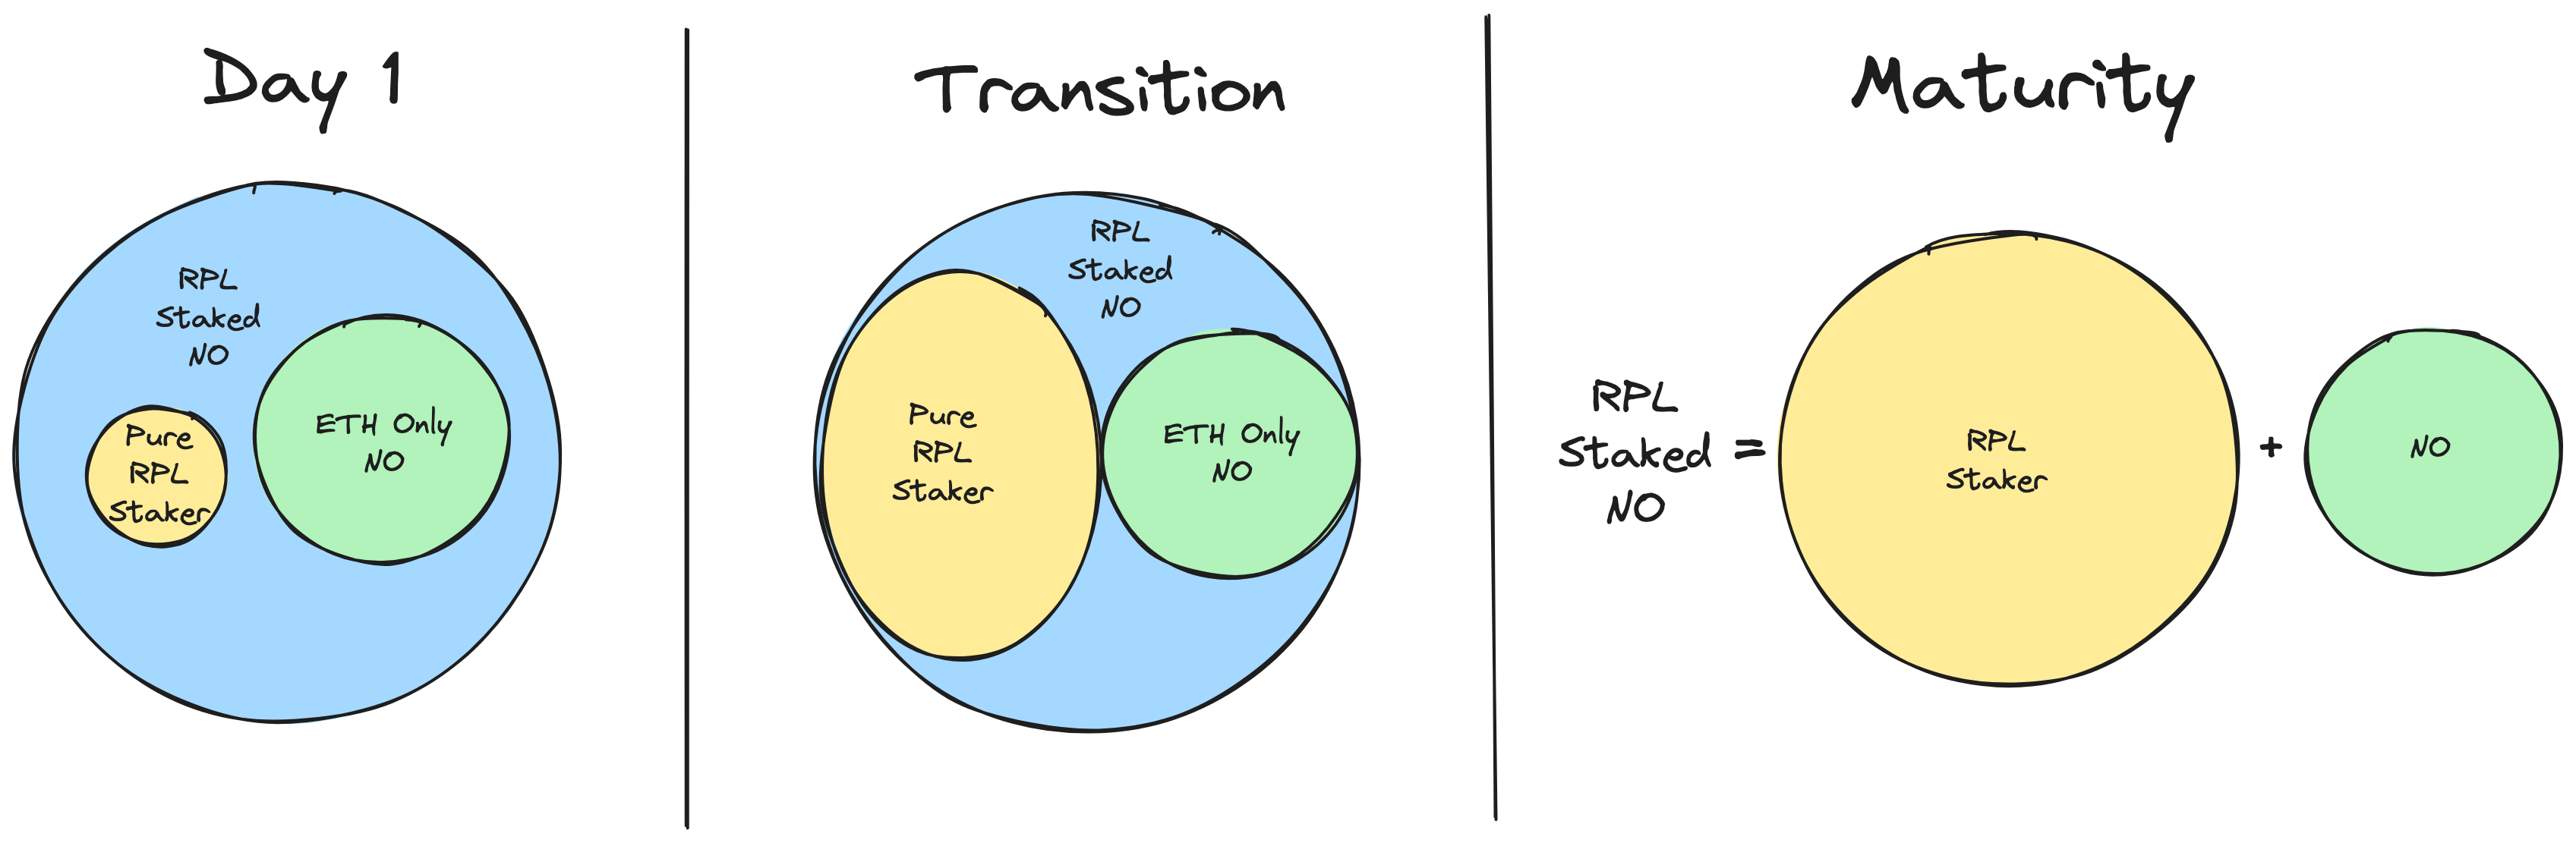 Day 1
RPL
Staked
NO
Pure
RPL
Staker
ETH Only
NO
Transition
RPL
Staked
NO
Pure
RPL
Staker
ETH Only
NO
Maturity
RPL
Staked =
NO
RPL
Staker
+
NO